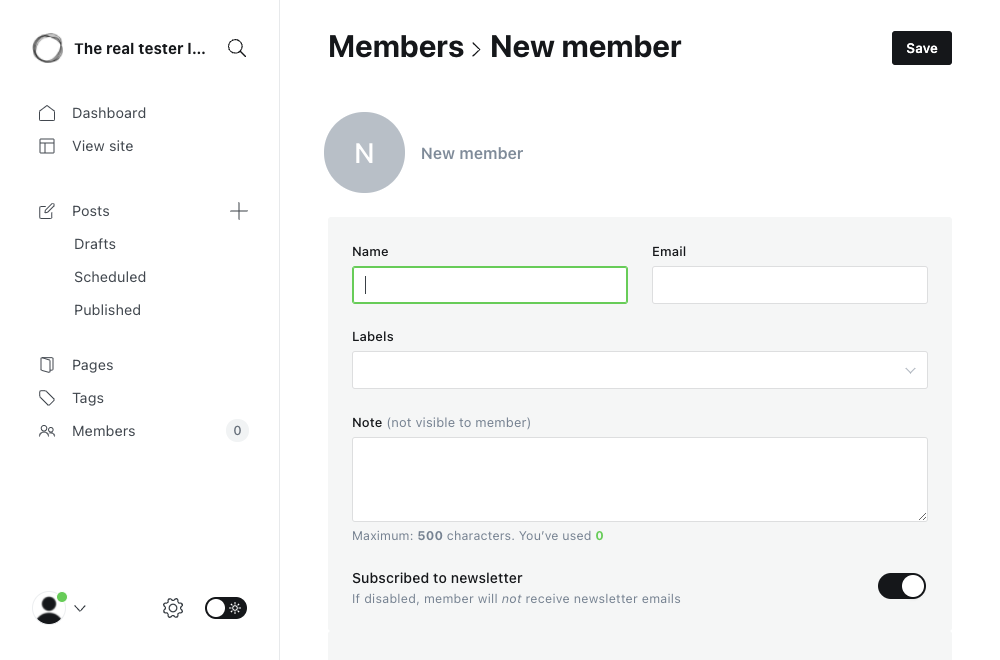 The real tester l...
Dashboard
View site
Posts
Drafts
Scheduled
Published
Pages
Tags
Members
0
Members
New member
Save
N
New member
Name
Email
Labels
Note (not visible to member)
Maximum: 500 characters. You've used 0
Subscribed to newsletter
If disabled, member will not receive newsletter emails